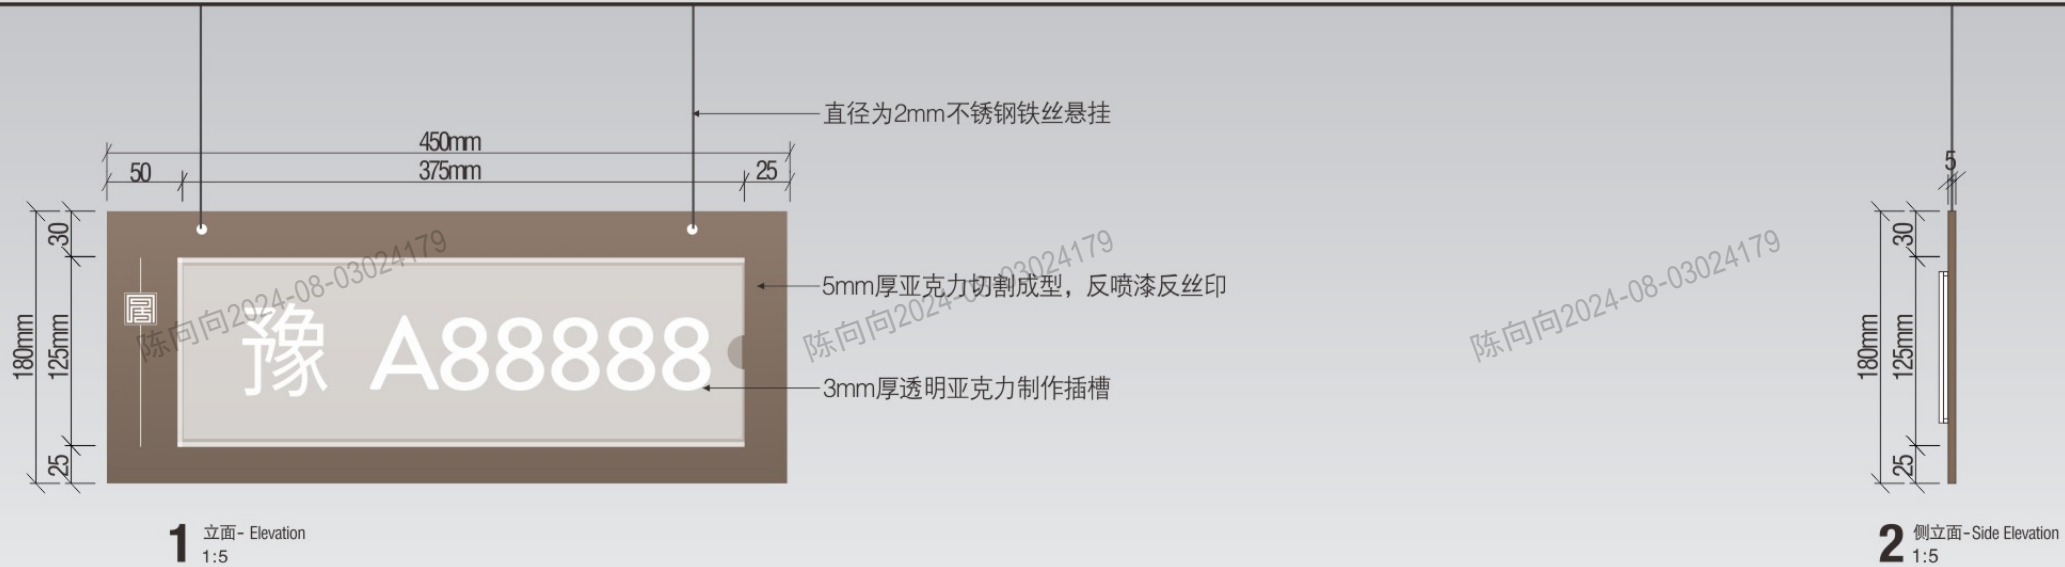 直径为2mm不锈钢铁丝悬挂
450mm
50 375mm 25
5
30
125mm
180mm
25
居
豫 A88888
5mm厚亚克力切割成型，反喷漆反丝印
3mm厚透明亚克力制作插槽
30
125mm
180mm
25
陈向向2024-08-03024179
陈向向2024-08-03024179
陈向向2024-08-03024179
1 立面- Elevation
1:5
2 侧立面-Side Elevation
1:5